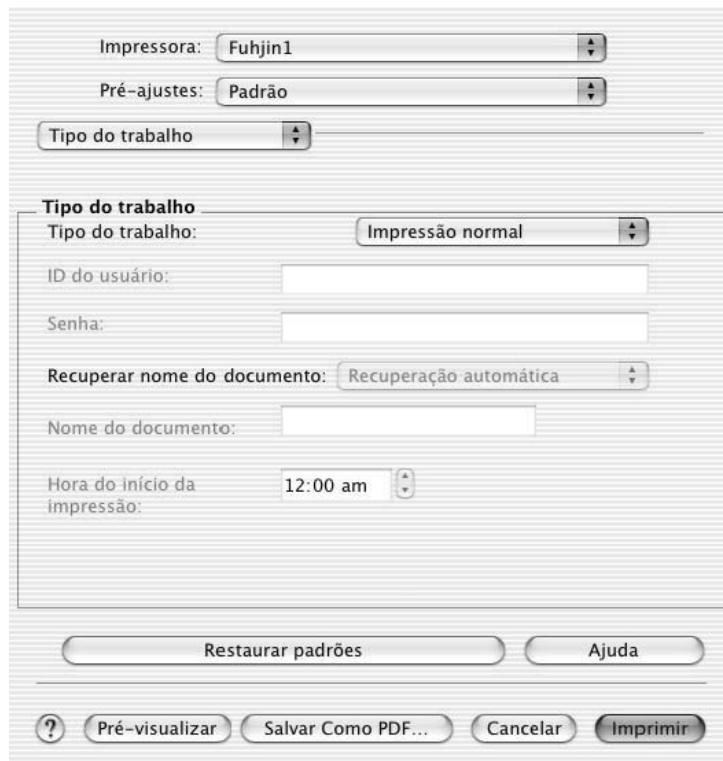 Impressora: Fuhjin1
Pré-ajustes: Padrão
Tipo do trabalho
Tipo do trabalho
Tipo do trabalho: Impressão normal
ID do usuário:
Senha:
Recuperar nome do documento: Recuperação automática
Nome do documento:
Hora do início da
impressão:
12:00 am
Restaurar padrões Ajuda
? Pré-visualizar Salvar Como PDF... Cancelar Imprimir